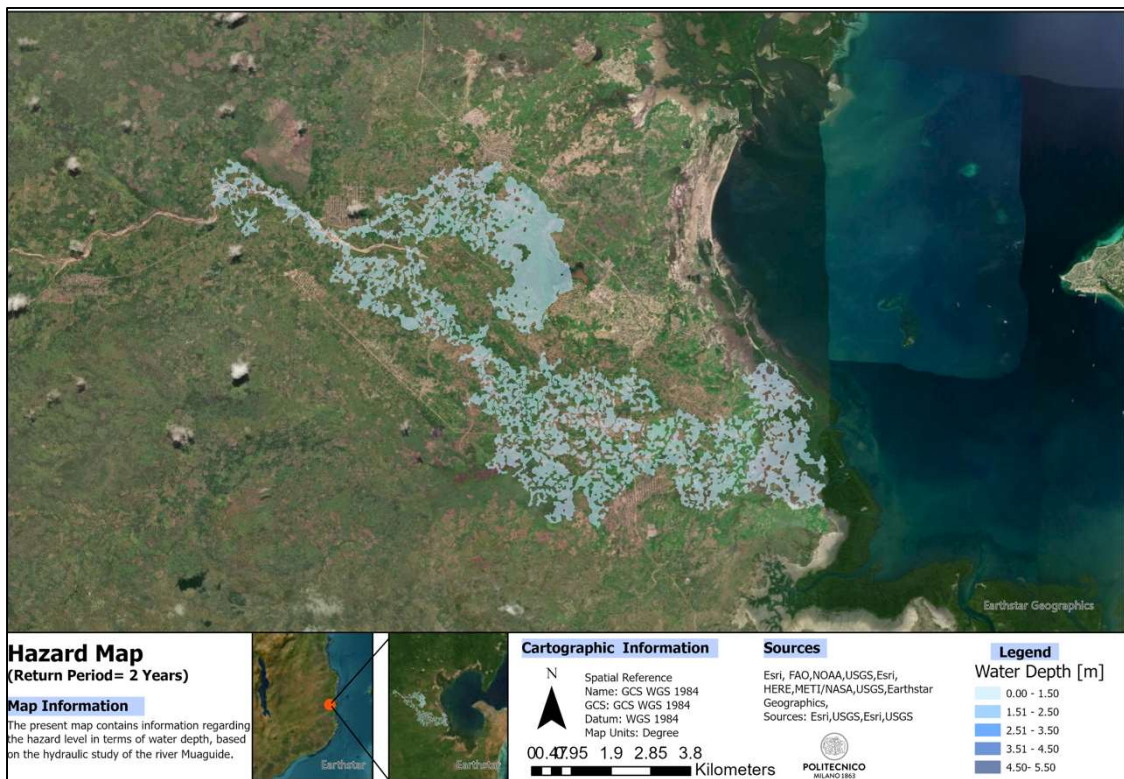 Earthstar Geographics
Hazard Map
(Return Period= 2 Years)
Map Information
The present map contains information regarding
the hazard level in terms of water depth, based
on the hydraulic study of the river Muaguide.
Earthstar
Earthstar
Cartographic Information
N
Spatial Reference
Name: GCS WGS 1984
GCS: GCS WGS 1984
Datum: WGS 1984
Map Units: Degree
0 0.47 0.95 1.9 2.85 3.8
Kilometers
Sources
Esri, FAO,NOAA,USGS,Esri,
HERE,METI/NASA,USGS,Earthstar
Geographics,
Sources: Esri,USGS,Esri,USGS
POLITECNICO
MILANO 1863
Legend
Water Depth [m]
0.00 - 1.50
1.51 - 2.50
2.51 - 3.50
3.51 - 4.50
4.50- 5.50